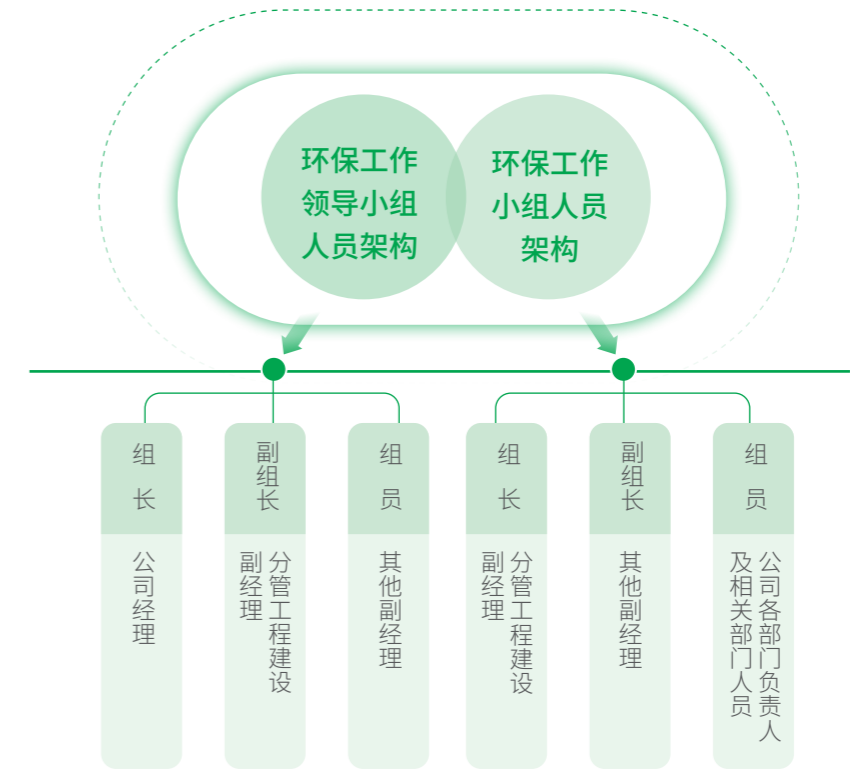 环保工作
领导小组
人员架构
环保工作
小组人员
架构
组长
公司经理
副组长
分管工程建设
副经理
组员
其他副经理
组长
分管工程建设
副经理
副组长
其他副经理
组员
公司各部门负责人
及相关部门人员